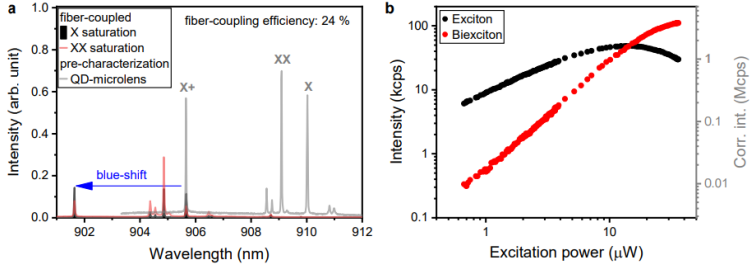 a
fiber-coupled
X saturation
XX saturation
pre-characterization
QD-microlens
fiber-coupling efficiency: 24 %
XX
X+
X
blue-shift
Intensity (arb. unit)
1.0
0.8
0.6
0.4
0.2
0.0
902
904
906
908
910
912
Wavelength (nm)
b
Exciton
Biexciton
Intensity (kcps)
100
10
1
0.1
1
10
Excitation power (μW)
1
0.1
0.01
Corr. int. (Mcps)